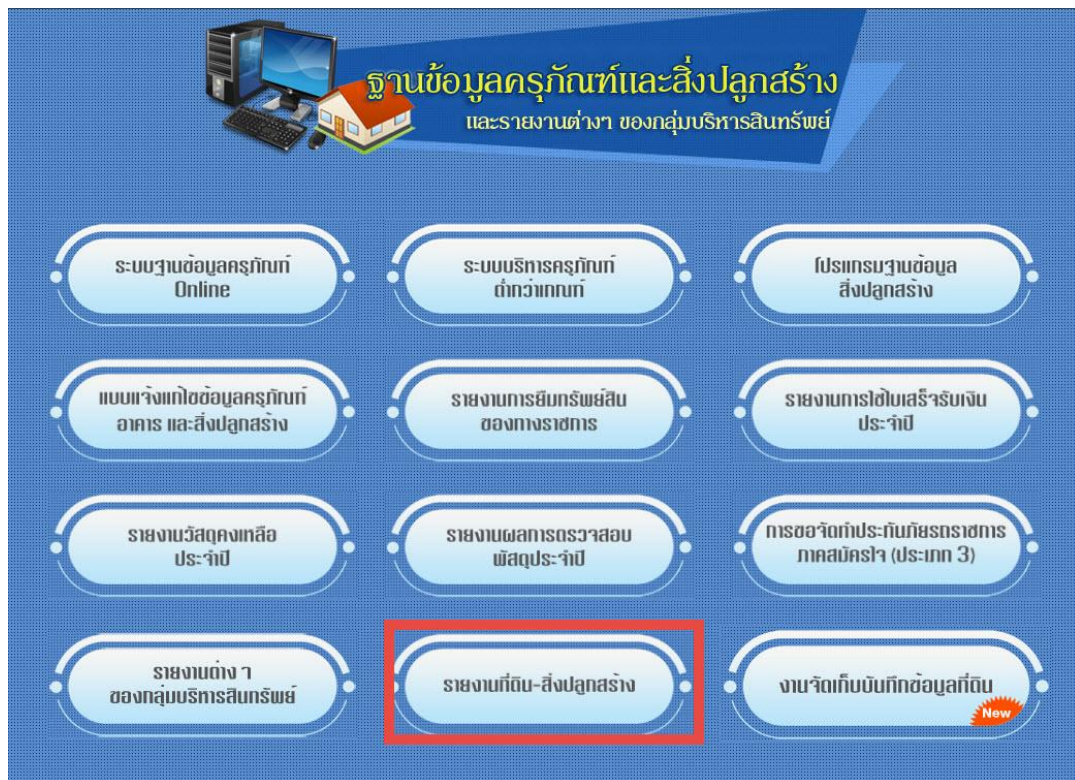 ฐานข้อมูลครุภัณฑ์และสิ่งปลูกสร้าง
และรายงานต่างๆ ของกลุ่มบริหารสินทรัพย์
ระบบฐานข้อมูลครุภัณฑ์
Online
ระบบบริหารครุภัณฑ์
ต่ำกว่าเกณฑ์
โปรแกรมฐานข้อมูล
สิ่งปลูกสร้าง
แบบแจ้งแก้ไขข้อมูลครุภัณฑ์
อาคาร และสิ่งปลูกสร้าง
รายงานการยืมทรัพย์สิน
ของทางราชการ
รายงานการใช้ใบเสร็จรับเงิน
ประจำปี
รายงานวัสดุคงเหลือ
ประจำปี
รายงานผลการตรวจสอบ
พัสดุประจำปี
การขอจัดทำประกันภัยรถราชการ
ภาคสมัครใจ (ประเภท 3)
รายงานต่าง ๆ
ของกลุ่มบริหารสินทรัพย์
รายงานที่ดิน-สิ่งปลูกสร้าง
งานจัดเก็บบันทึกข้อมูลที่ดิน
New